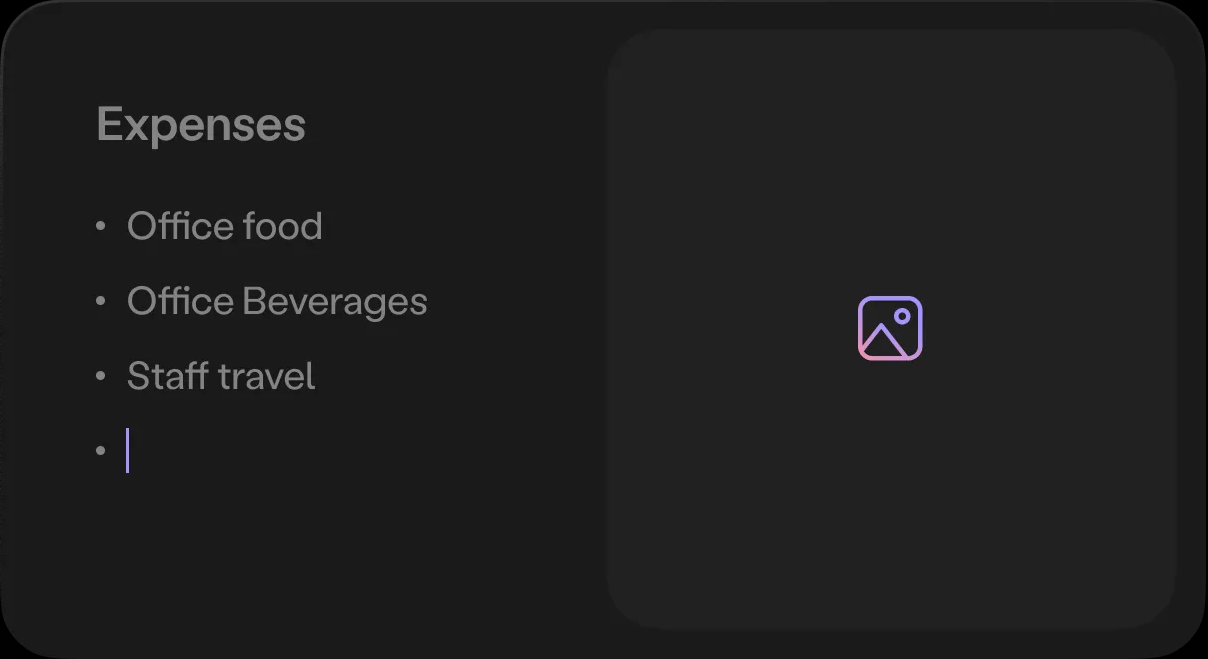 Expenses
• Office food
• Office Beverages
• Staff travel
•